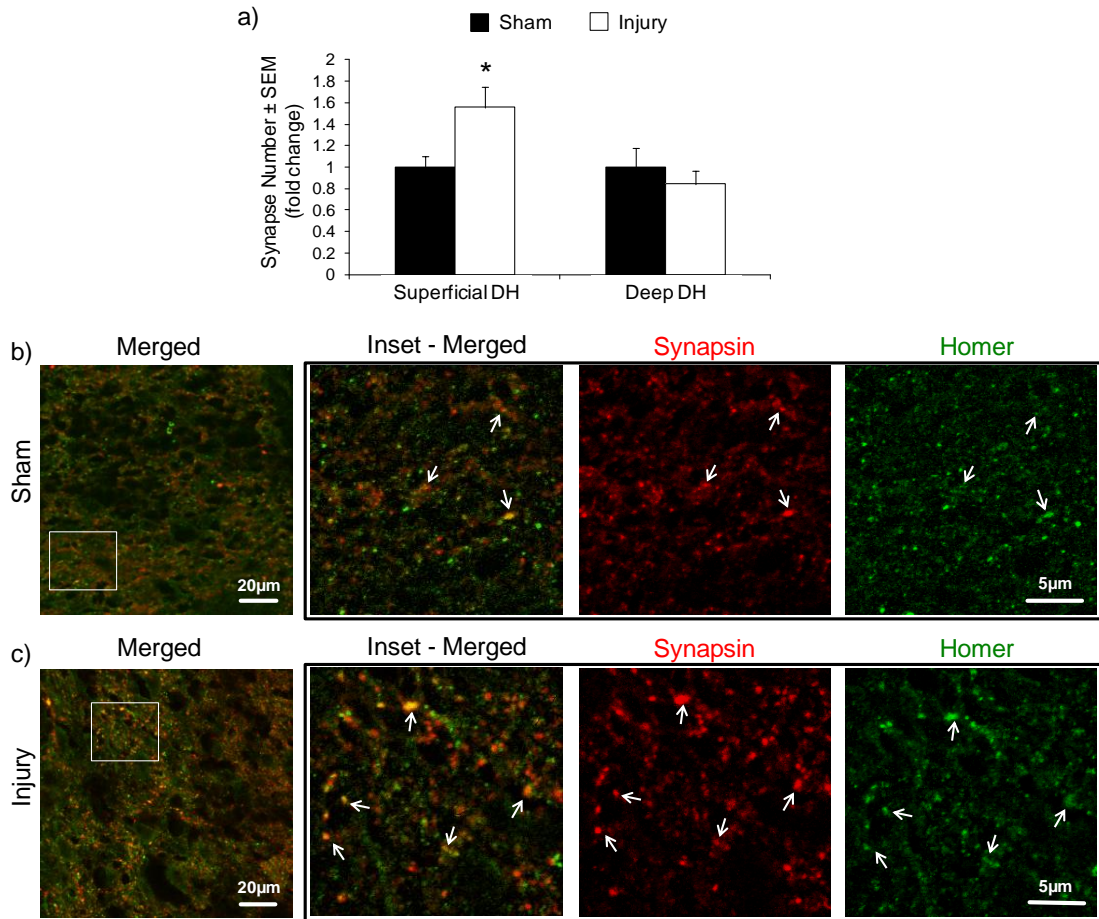 a)
Sham Injury
Synapse Number ± SEM
(fold change)
2
1.8
1.6
1.4
1.2
1
0.8
0.6
0.4
0.2
0
*
Superficial DH Deep DH
b)
Merged Inset - Merged Synapsin Homer
Sham
20µm 5µm
c)
Merged Inset - Merged Synapsin Homer
Injury
20µm 5µm